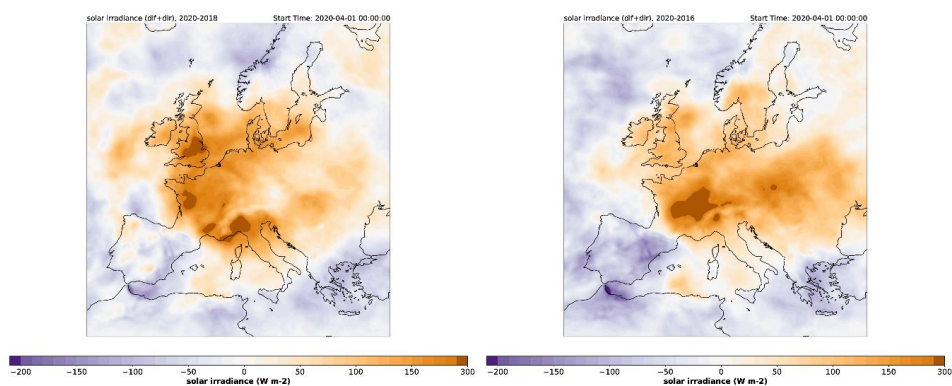 solar irradiance (dif+dir), 2020-2018 Start Time: 2020-04-01 00:00:00
−200 −150 −100 −50 0 50 100 150 200 300
solar irradiance (W m-2)
solar irradiance (dif+dir), 2020-2016 Start Time: 2020-04-01 00:00:00
−200 −150 −100 −50 0 50 100 150 200 300
solar irradiance (W m-2)